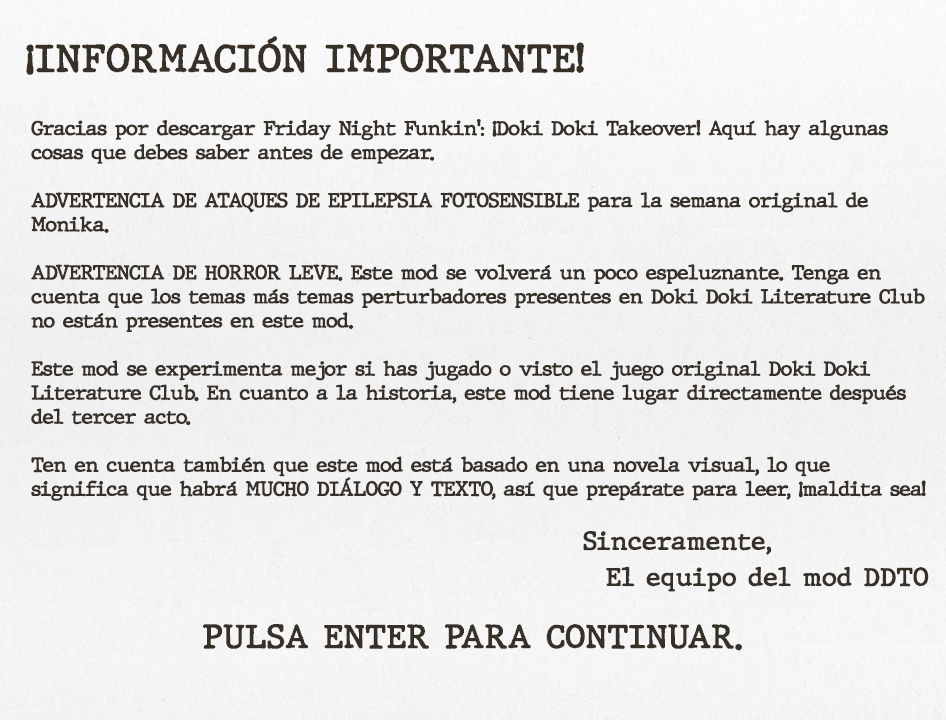 ¡INFORMACIÓN IMPORTANTE!
Gracias por descargar Friday Night Funkin': ¡Doki Doki Takeover! Aquí hay algunas
cosas que debes saber antes de empezar.
ADVERTENCIA DE ATAQUES DE EPILEPSIA FOTOSENSIBLE para la semana original de
Monika.
ADVERTENCIA DE HORROR LEVE. Este mod se volverá un poco espeluznante. Tenga en
cuenta que los temas más temas perturbadores presentes en Doki Doki Literature Club
no están presentes en este mod.
Este mod se experimenta mejor si has jugado o visto el juego original Doki Doki
Literature Club. En cuanto a la historia, este mod tiene lugar directamente después
del tercer acto.
Ten en cuenta también que este mod está basado en una novela visual, lo que
significa que habrá MUCHO DIÁLOGO Y TEXTO, así que prepárate para leer, ¡maldita sea!
Sinceramente,
El equipo del mod DDTO
PULSA ENTER PARA CONTINUAR.